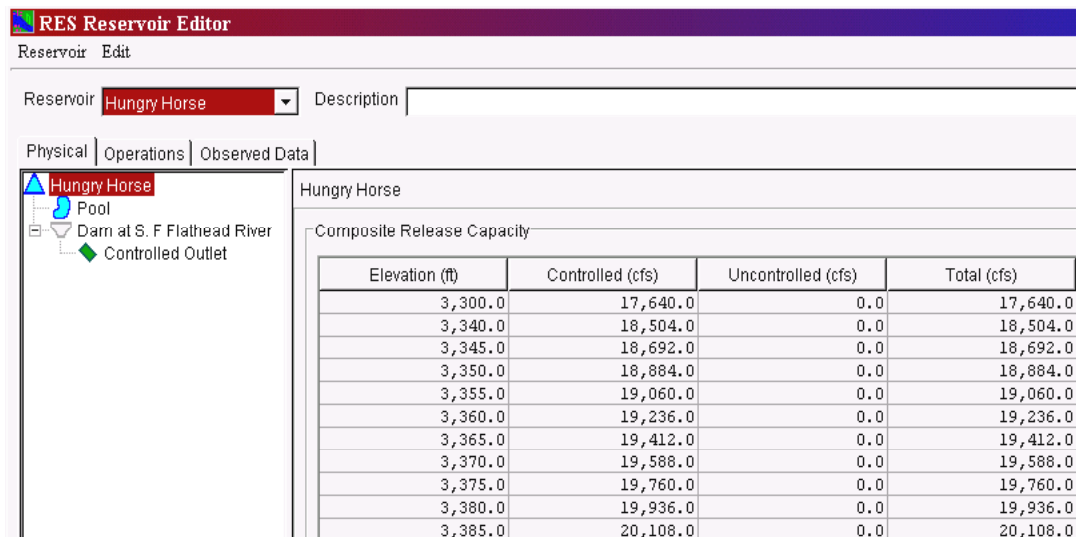 RES Reservoir Editor
Reservoir Edit
Reservoir Hungry Horse Description
Physical Operations Observed Data
Hungry Horse
Pool
Dam at S. F Flathead River
Controlled Outlet
Hungry Horse
Composite Release Capacity
Elevation (ft) Controlled (cfs) Uncontrolled (cfs) Total (cfs)
3,300.0 17,640.0 0.0 17,640.0
3,340.0 18,504.0 0.0 18,504.0
3,345.0 18,692.0 0.0 18,692.0
3,350.0 18,884.0 0.0 18,884.0
3,355.0 19,060.0 0.0 19,060.0
3,360.0 19,236.0 0.0 19,236.0
3,365.0 19,412.0 0.0 19,412.0
3,370.0 19,588.0 0.0 19,588.0
3,375.0 19,760.0 0.0 19,760.0
3,380.0 19,936.0 0.0 19,936.0
3,385.0 20,108.0 0.0 20,108.0